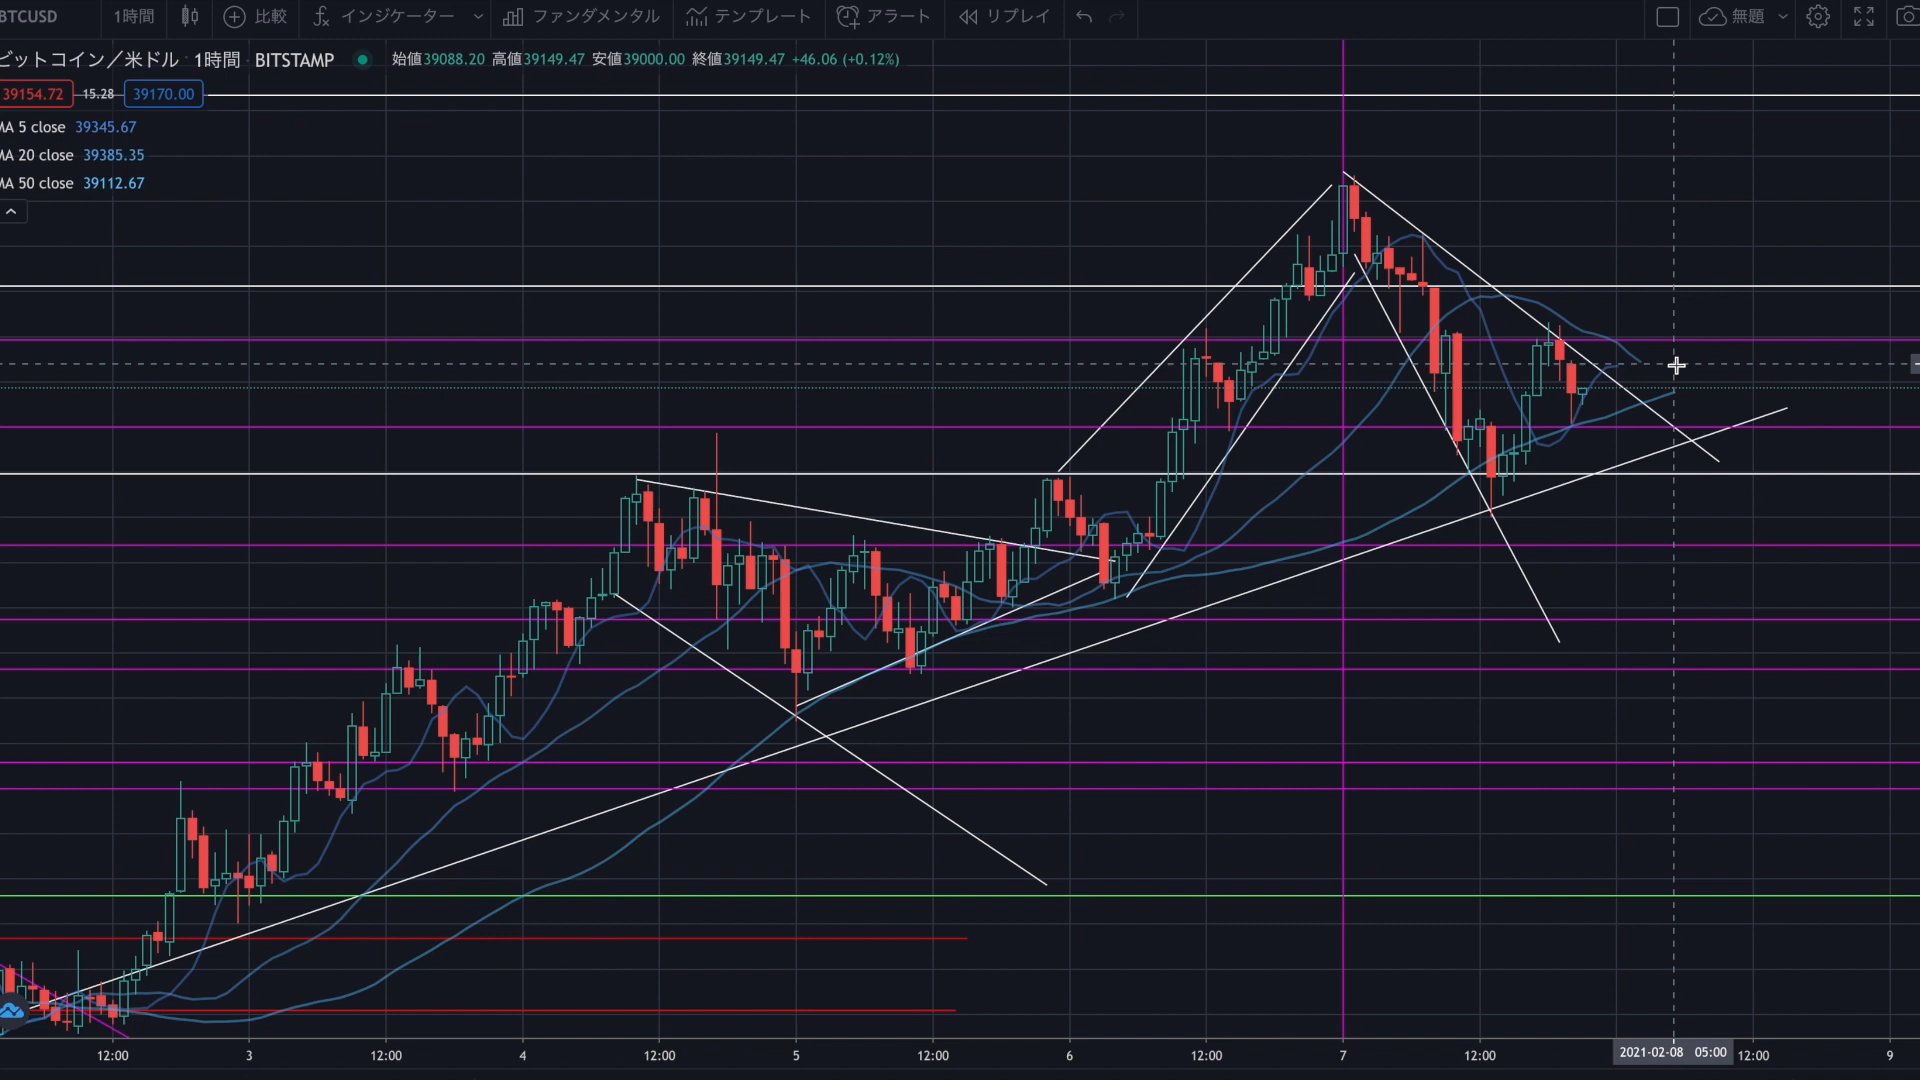 BTCUSD 1時間 比較 インジケーター ファンダメンタル テンプレート アラート リプレイ 無題
ビットコイン／米ドル · 1時間 BITSTAMP 始値39088.20 高値39149.47 安値39000.00 終値39149.47 +46.06 (+0.12%)
39154.72 15.28 39170.00
MA 5 close 39345.67
MA 20 close 39385.35
MA 50 close 39112.67
12:00 3 12:00 4 12:00 5 12:00 6 12:00 7 12:00 2021-02-08 05:00 12:00 9